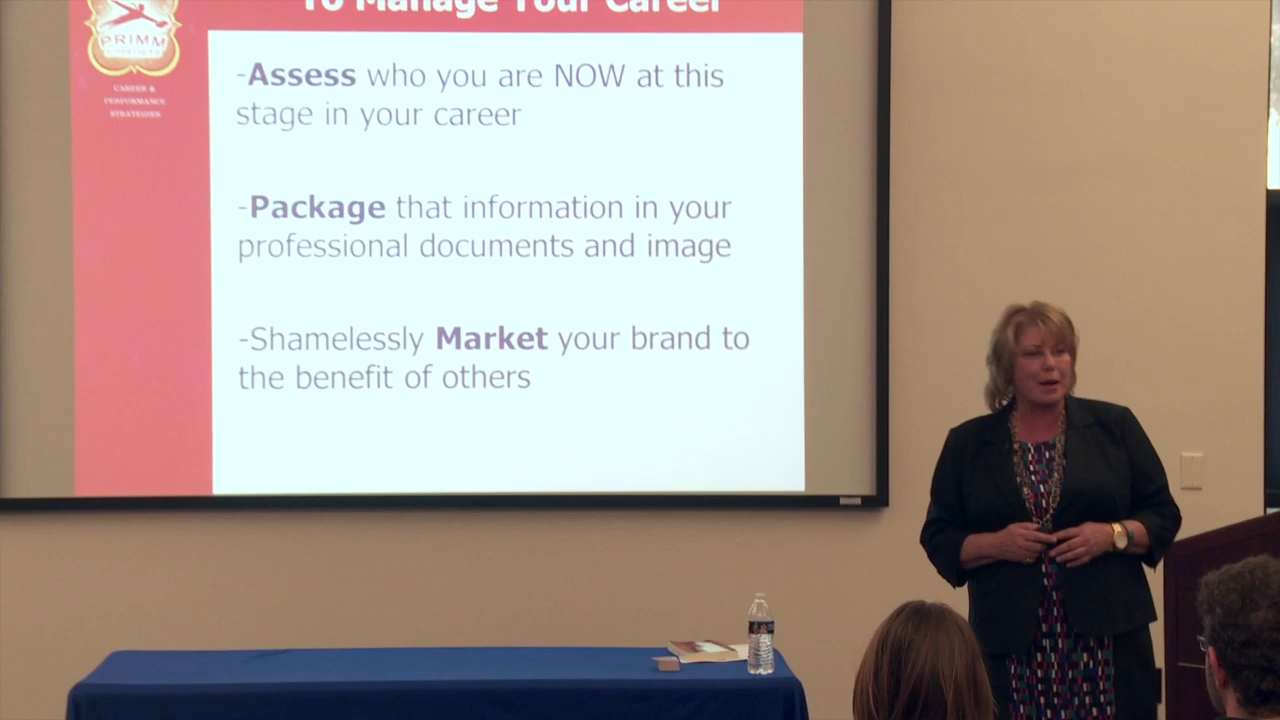 To Manage Your Career
PRIMM
CAREER &
PERFORMANCE
STRATEGIES
-Assess who you are NOW at this
stage in your career
-Package that information in your
professional documents and image
-Shamelessly Market your brand to
the benefit of others